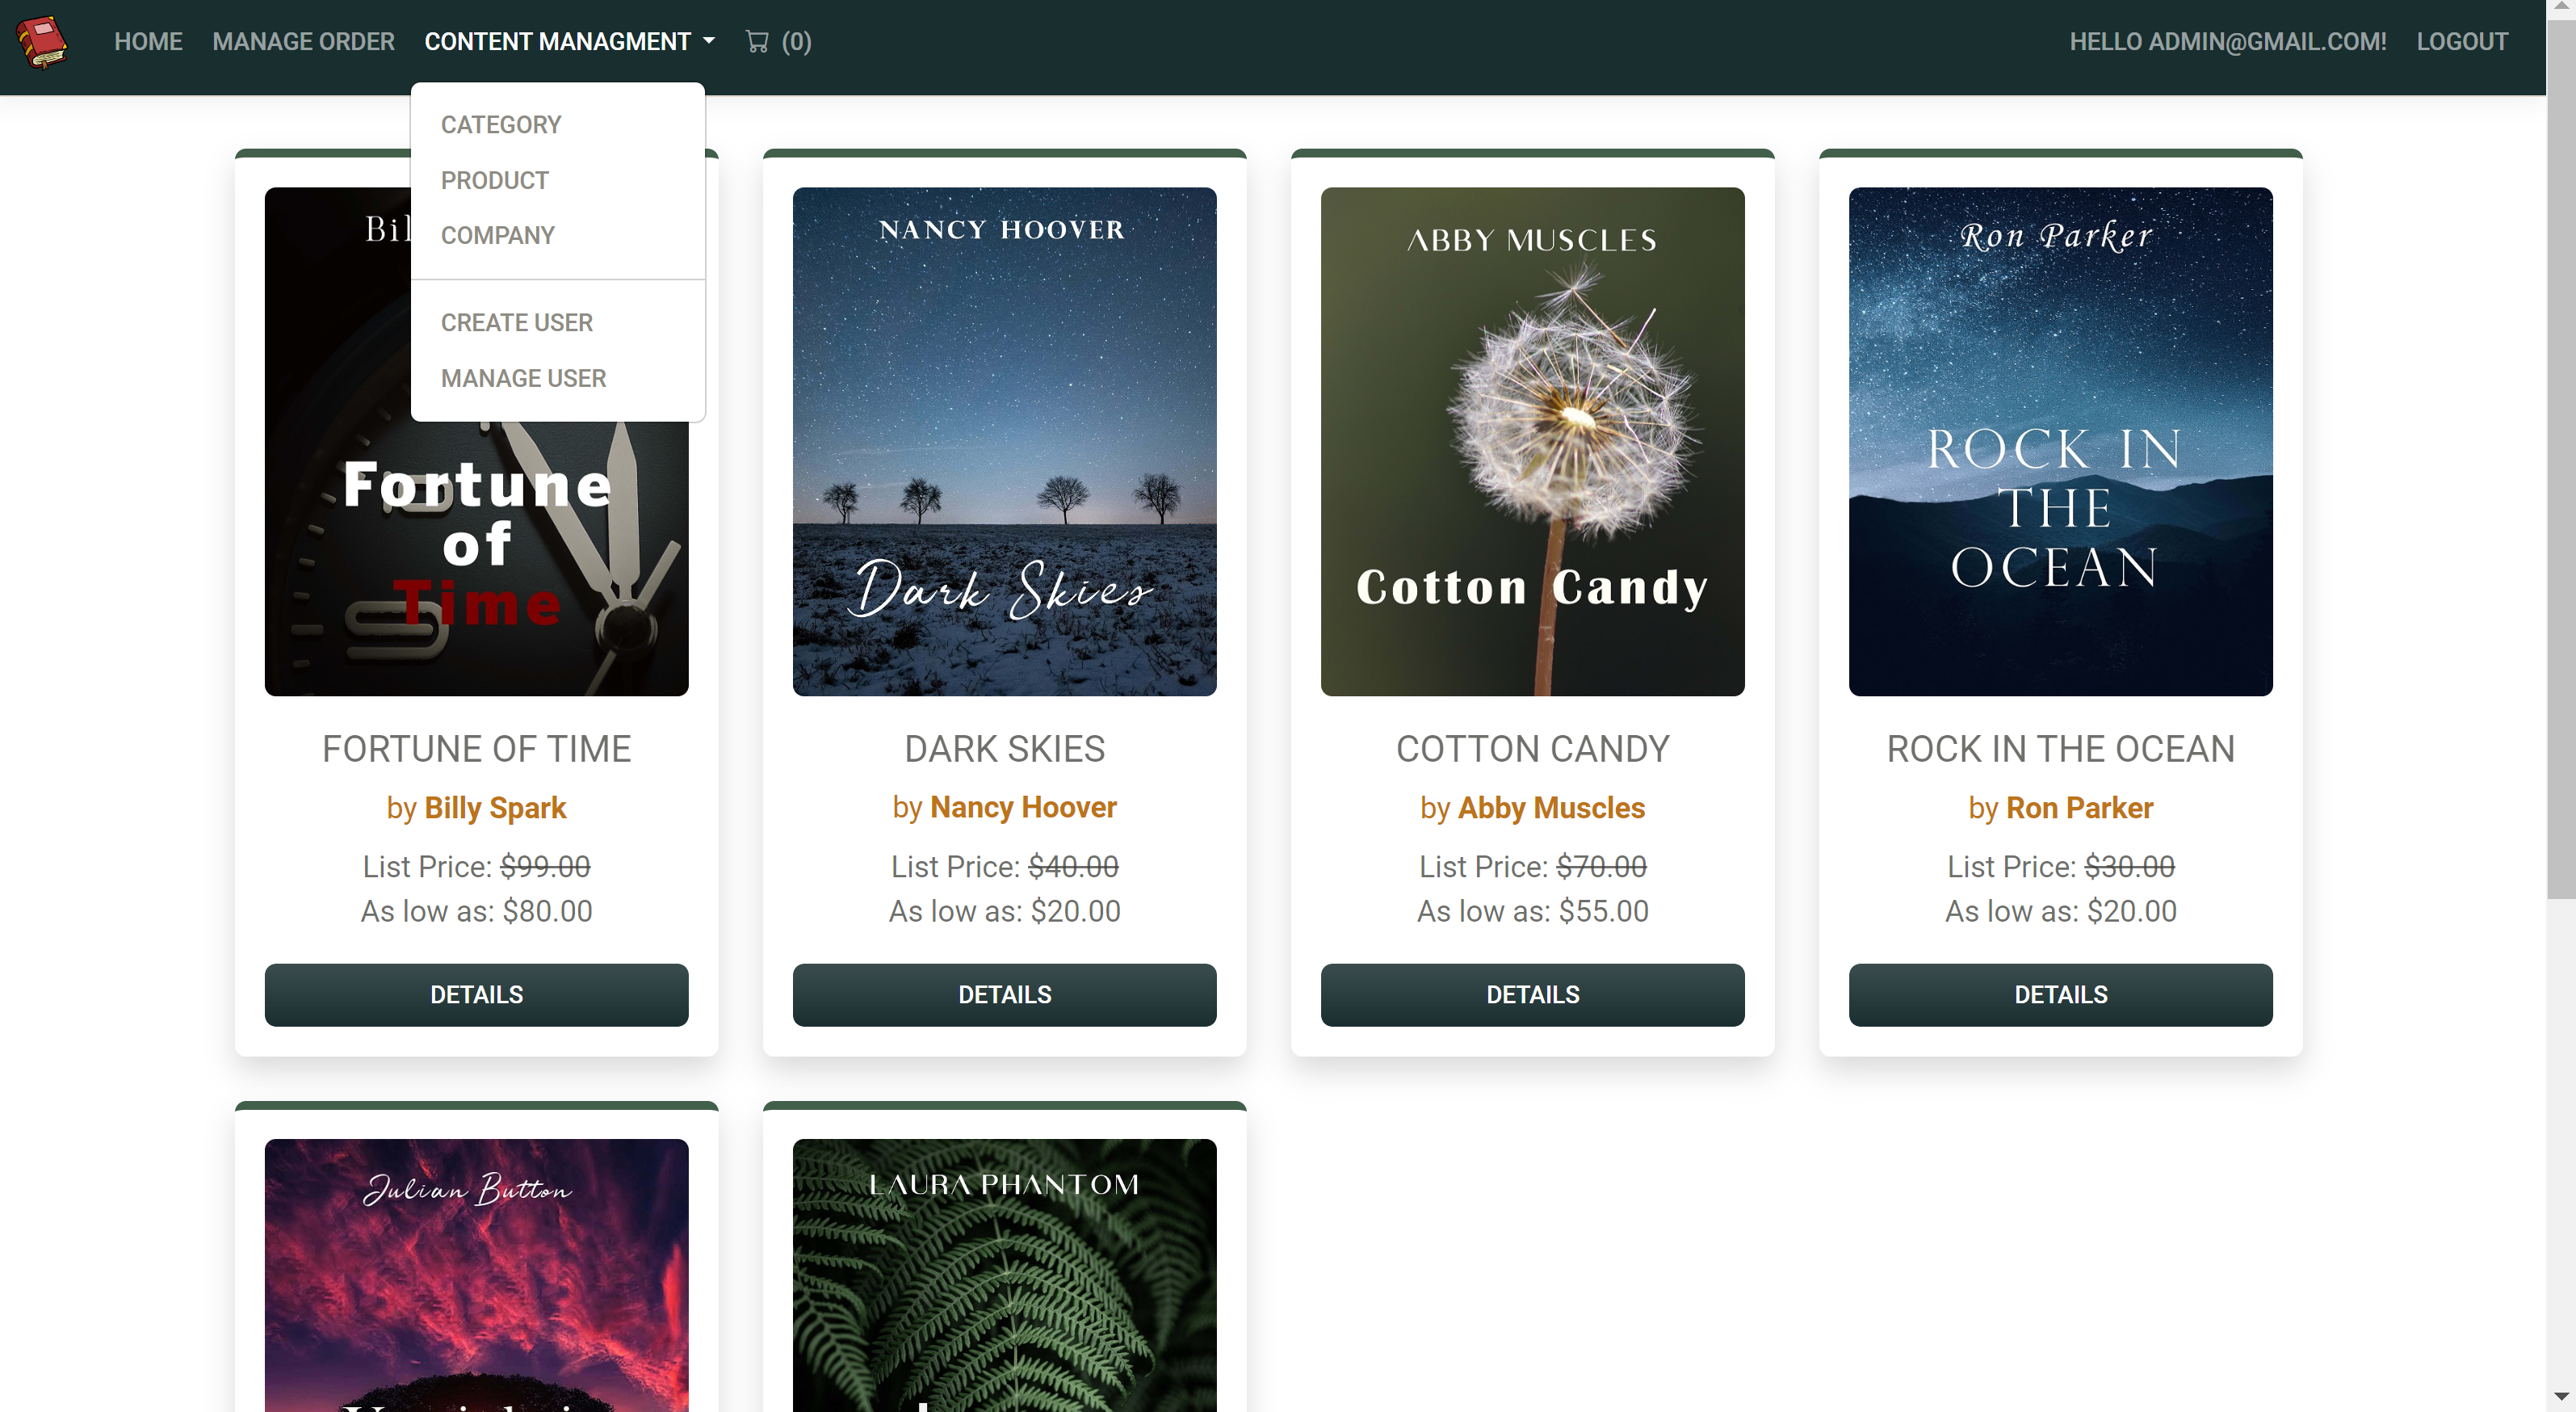 HOME MANAGE ORDER CONTENT MANAGMENT (0) HELLO ADMIN@GMAIL.COM! LOGOUT
CATEGORY
PRODUCT
COMPANY
CREATE USER
MANAGE USER
Fortune
of
Time
FORTUNE OF TIME
by Billy Spark
List Price: $99.00
As low as: $80.00
DETAILS
NANCY HOOVER
Dark Skies
DARK SKIES
by Nancy Hoover
List Price: $40.00
As low as: $20.00
DETAILS
ABBY MUSCLES
Cotton Candy
COTTON CANDY
by Abby Muscles
List Price: $70.00
As low as: $55.00
DETAILS
Ron Parker
ROCK IN
THE
OCEAN
ROCK IN THE OCEAN
by Ron Parker
List Price: $30.00
As low as: $20.00
DETAILS
Julian Button
LAURA PHANTOM